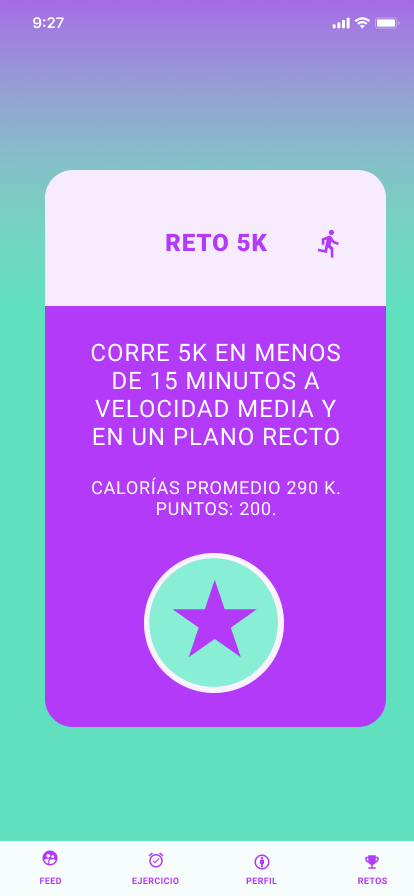 9:27
RETO 5K
CORRE 5K EN MENOS
DE 15 MINUTOS A
VELOCIDAD MEDIA Y
EN UN PLANO RECTO
CALORÍAS PROMEDIO 290 K.
PUNTOS: 200.
FEED
EJERCICIO
PERFIL
RETOS